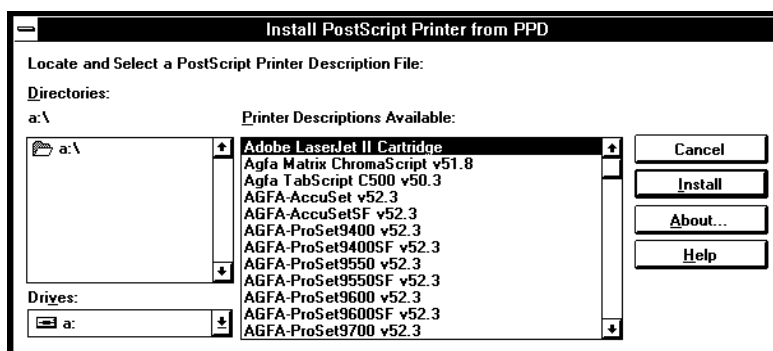 Install PostScript Printer from PPD
Locate and Select a PostScript Printer Description File:
Directories:
a:\
Printer Descriptions Available:
a:\
Adobe LaserJet II Cartridge
Agfa Matrix ChromaScript v51.8
Agfa TabScript C500 v50.3
AGFA-AccuSet v52.3
AGFA-AccuSetSF v52.3
AGFA-ProSet9400 v52.3
AGFA-ProSet9400SF v52.3
AGFA-ProSet9550 v52.3
AGFA-ProSet9550SF v52.3
AGFA-ProSet9600 v52.3
AGFA-ProSet9600SF v52.3
AGFA-ProSet9700 v52.3
Cancel
Install
About...
Help
Drives:
a: